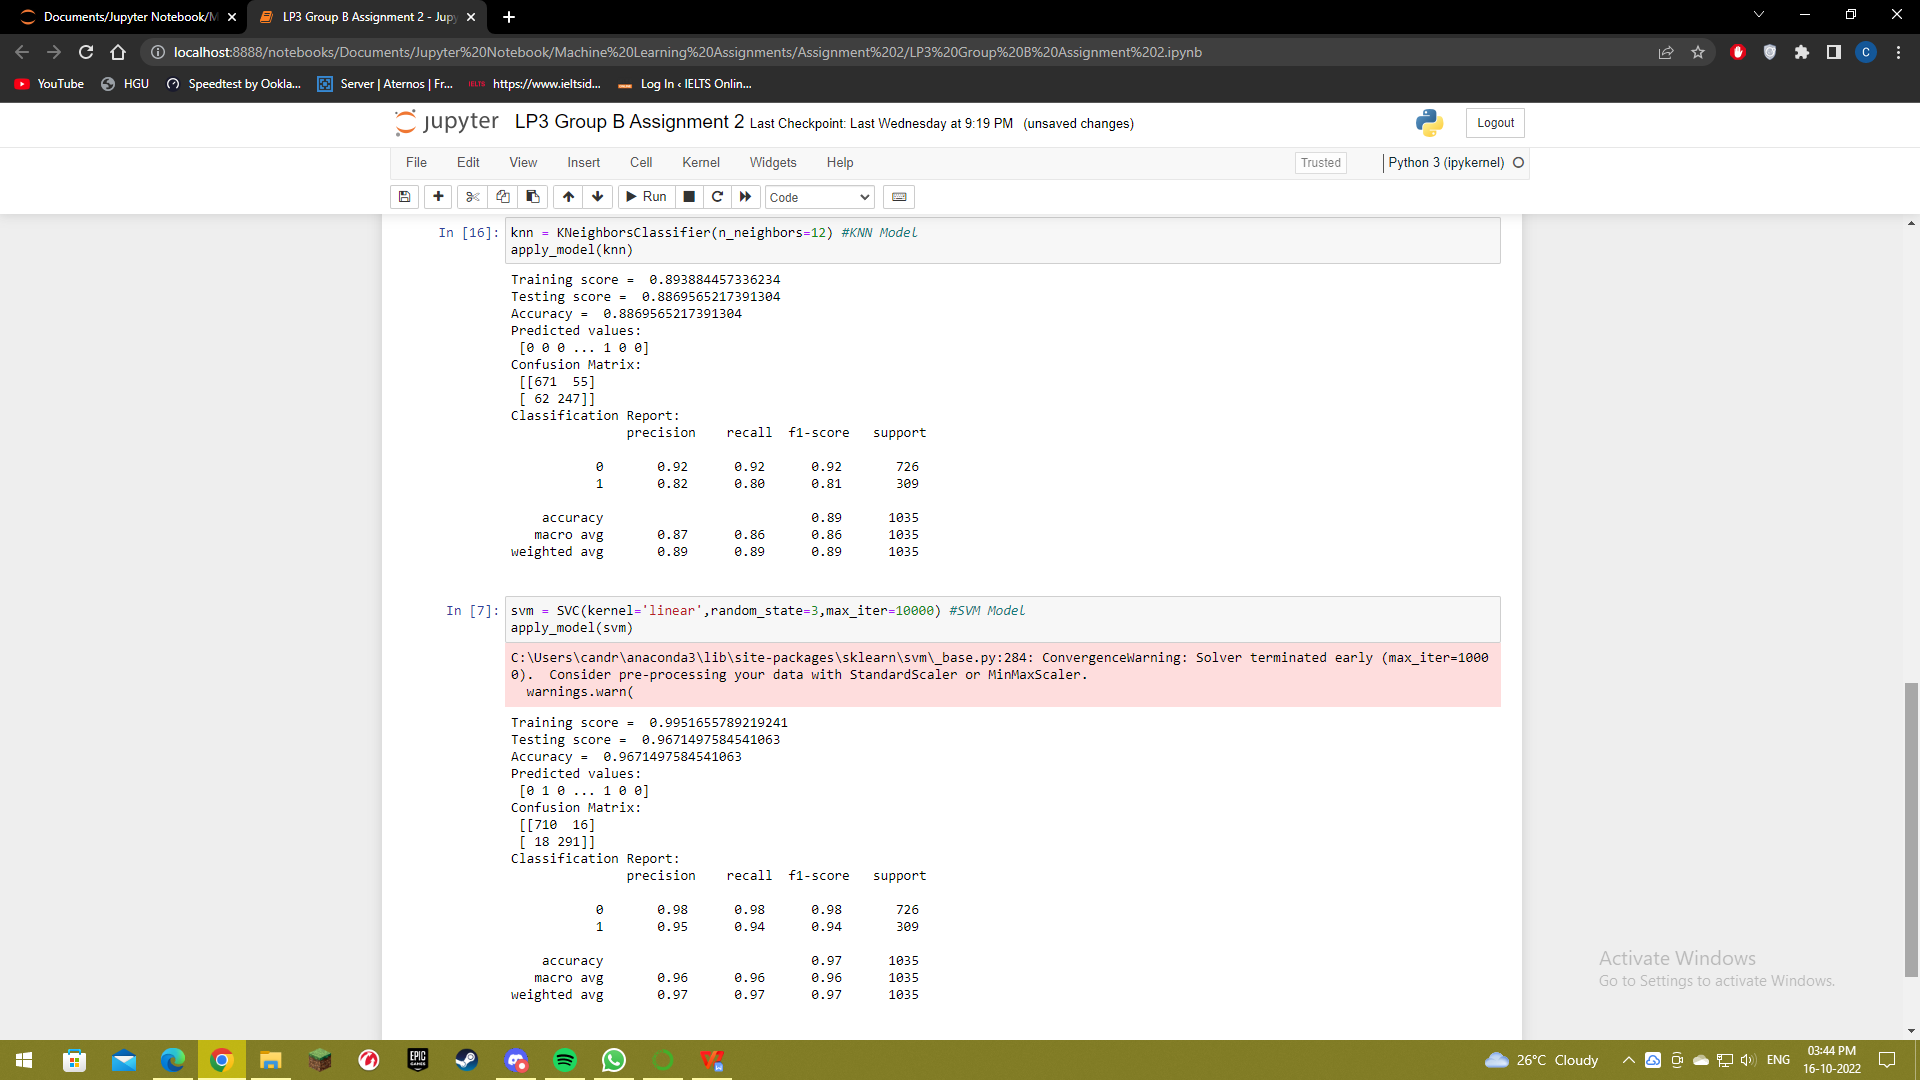 Documents/Jupyter Notebook/M
LP3 Group B Assignment 2 - Jupy
localhost:8888/notebooks/Documents/Jupyter%20Notebook/Machine%20Learning%20Assignments/Assignment%202/LP3%20Group%20B%20Assignment%202.ipynb
C
YouTube
HGU
Speedtest by Ookla...
Server | Aternos | Fr...
IELTS https://www.ieltsid...
Log In ‹ IELTS Onlin...
jupyter LP3 Group B Assignment 2 Last Checkpoint: Last Wednesday at 9:19 PM (unsaved changes)
Logout
File Edit View Insert Cell Kernel Widgets Help
Trusted
Python 3 (ipykernel)
Run
Code
In [16]: knn = KNeighborsClassifier(n_neighbors=12) #KNN Model
apply_model(knn)
Training score =  0.893884457336234
Testing score =  0.8869565217391304
Accuracy =  0.8869565217391304
Predicted values:
[0 0 0 ... 1 0 0]
Confusion Matrix:
[[671  55]
[ 62 247]]
Classification Report:
precision recall f1-score support
0 0.92 0.92 0.92 726
1 0.82 0.80 0.81 309
accuracy 0.89 1035
macro avg 0.87 0.86 0.86 1035
weighted avg 0.89 0.89 0.89 1035
In [7]: svm = SVC(kernel='linear',random_state=3,max_iter=10000) #SVM Model
apply_model(svm)
C:\Users\candr\anaconda3\lib\site-packages\sklearn\svm\_base.py:284: ConvergenceWarning: Solver terminated early (max_iter=1000
0).  Consider pre-processing your data with StandardScaler or MinMaxScaler.
warnings.warn(
Training score =  0.9951655789219241
Testing score =  0.9671497584541063
Accuracy =  0.9671497584541063
Predicted values:
[0 1 0 ... 1 0 0]
Confusion Matrix:
[[710  16]
[ 18 291]]
Classification Report:
precision recall f1-score support
0 0.98 0.98 0.98 726
1 0.95 0.94 0.94 309
accuracy 0.97 1035
macro avg 0.96 0.96 0.96 1035
weighted avg 0.97 0.97 0.97 1035
Activate Windows
Go to Settings to activate Windows.
EPIC GAMES
26°C Cloudy
ENG
03:44 PM
16-10-2022